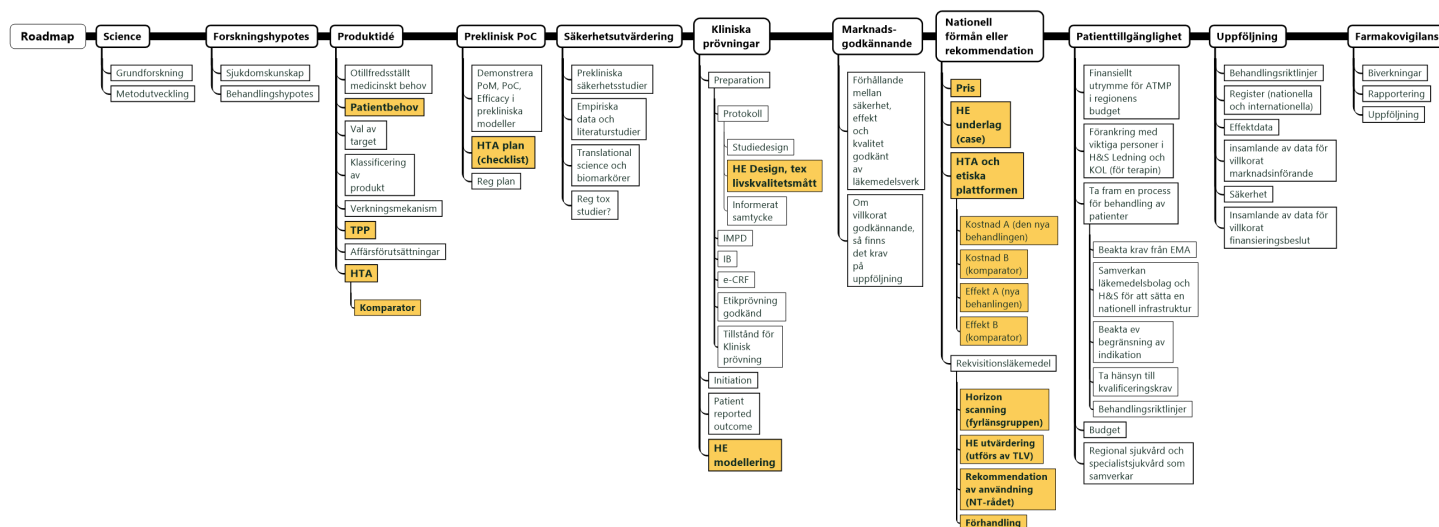 Roadmap
Science
Grundforskning
Metodutveckling
Forskningshypotes
Sjukdomskunskap
Behandlingshypotes
Produktidé
Otillfredsställt
medicinskt behov
Patientbehov
Val av
target
Klassificering
av
produkt
Verkningsmekanism
TPP
Affärsförutsättningar
HTA
Komparator
Preklinisk PoC
Demonstrera
PoM, PoC,
Efficacy i
prekliniska
modeller
HTA plan
(checklist)
Reg plan
Säkerhetsutvärdering
Prekliniska
säkerhetsstudier
Empiriska
data och
literaturstudier
Translational
science och
biomarkörer
Reg tox
studier?
Kliniska
prövningar
Preparation
Protokoll
Studiedesign
HE Design, tex
livskvalitetsmått
Informerat
samtycke
IMPD
IB
e-CRF
Etikprövning
godkänd
Tillstånd för
Klinisk
prövning
Initiation
Patient
reported
outcome
HE
modellering
Marknads-
godkännande
Förhållande
mellan
säkerhet,
effekt
och
kvalitet
godkänt
av
läkemedelsverk
Om
villkorat
godkännande,
så finns
det krav
på
uppföljning
Nationell
förmån eller
rekommendation
Pris
HE
underlag
(case)
HTA och
etiska
plattformen
Kostnad A (den nya
behandlingen)
Kostnad B
(komparator)
Effekt A (nya
behanlingen)
Effekt B
(komparator)
Rekvisitionsläkemedel
Horizon
scanning
(fyrlänsgruppen)
HE utvärdering
(utförs av TLV)
Rekommendation
av användning
(NT-rådet)
Förhandling
Patienttillgänglighet
Finansiellt
utrymme för ATMP
i regionens
budget
Förankring med
viktiga personer i
H&S Ledning och
KOL (för terapin)
Ta fram en process
för behandling av
patienter
Beakta krav från EMA
Samverkan
läkemedelsbolag och
H&S för att sätta en
nationell infrastruktur
Beakta ev
begränsning av
indikation
Ta hänsyn till
kvalificeringskrav
Behandlingsriktlinjer
Budget
Regional sjukvård och
specialistsjukvård som
samverkar
Uppföljning
Behandlingsriktlinjer
Register (nationella
och internationella)
Effektdata
insamlande av data för
villkorat
marknadsinförande
Säkerhet
Insamlande av data för
villkorat
finansieringsbeslut
Farmakovigilans
Biverkningar
Rapportering
Uppföljning